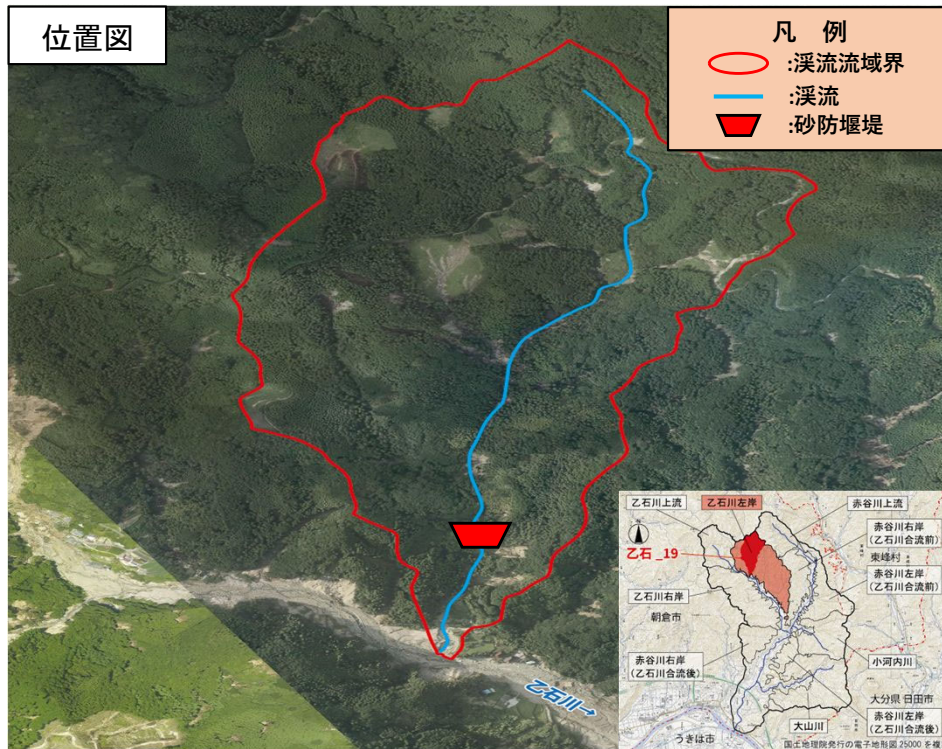 位置図
凡 例
:渓流流域界
:渓流
:砂防堰堤
乙石川→
乙石川上流
乙石川左岸
赤谷川上流
赤谷川右岸
(乙石川合流前)
東峰村
乙石_19
赤谷川左岸
(乙石川合流前)
乙石川右岸
朝倉市
赤谷川右岸
(乙石川合流後)
小河内川
大分県 日田市
大山川
赤谷川左岸
(乙石川合流後)
うきは市
国土地理院発行の電子地形図25000を